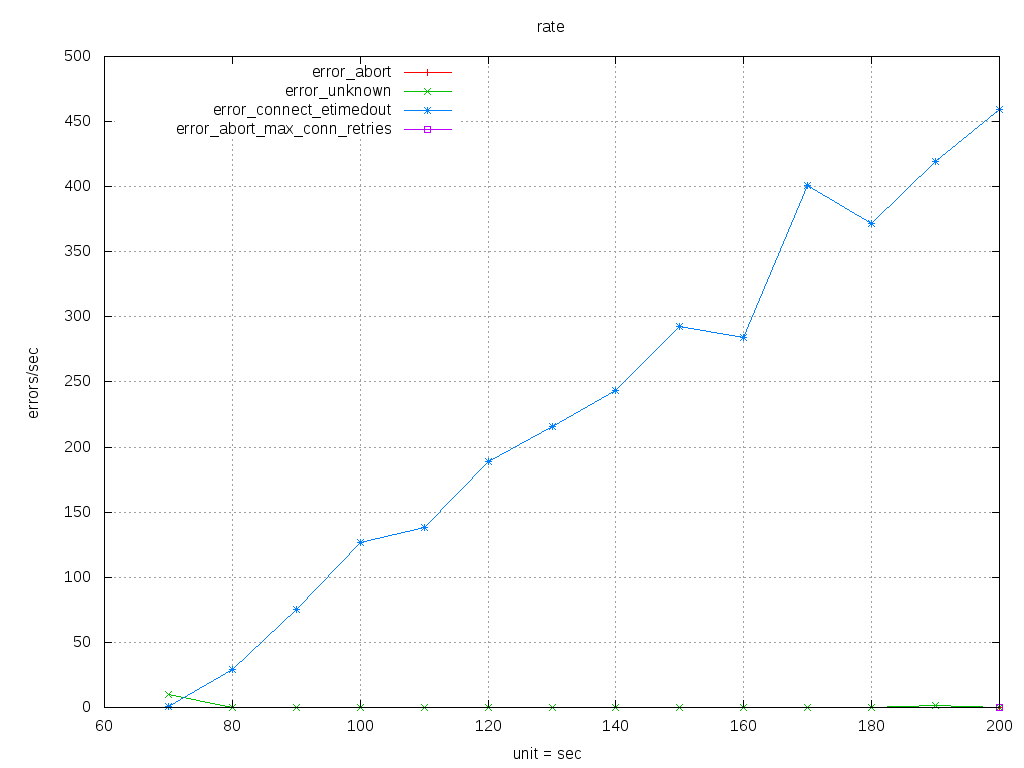 rate
500
450
400
350
300
250
200
150
100
50
0
errors/sec
error_abort
error_unknown
error_connect_etimedout
error_abort_max_conn_retries
60 80 100 120 140 160 180 200
unit = sec